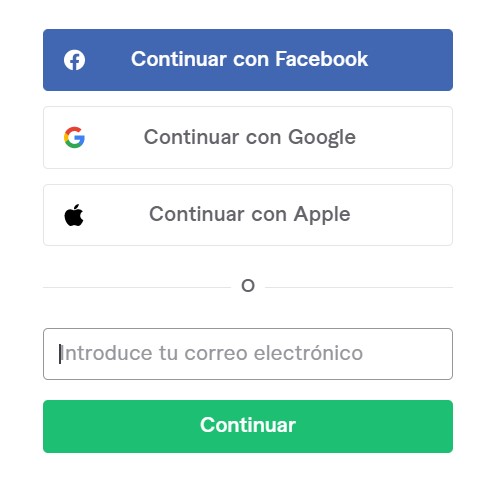 Continuar con Facebook
Continuar con Google
Continuar con Apple
O
Introduce tu correo electrónico
Continuar